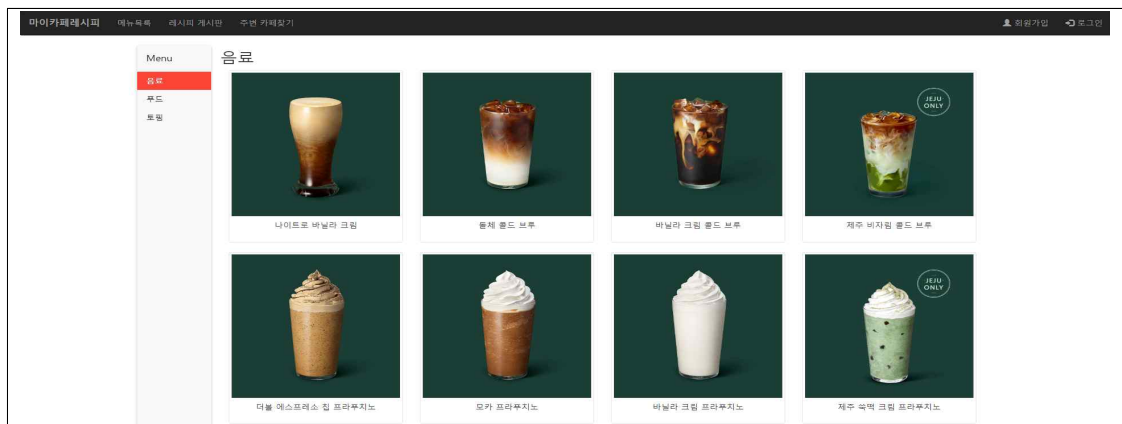 마이카페레시피 메뉴목록 레시피 게시판 주변 카페찾기 회원가입 로그인
Menu 음료
음료
푸드
토핑
JEJU
ONLY
나이트로 바닐라 크림 돌체 콜드 브루 바닐라 크림 콜드 브루 제주 비자림 콜드 브루
JEJU
ONLY
더블 에스프레소 칩 프라푸치노 모카 프라푸치노 바닐라 크림 프라푸치노 제주 쑥떡 크림 프라푸치노